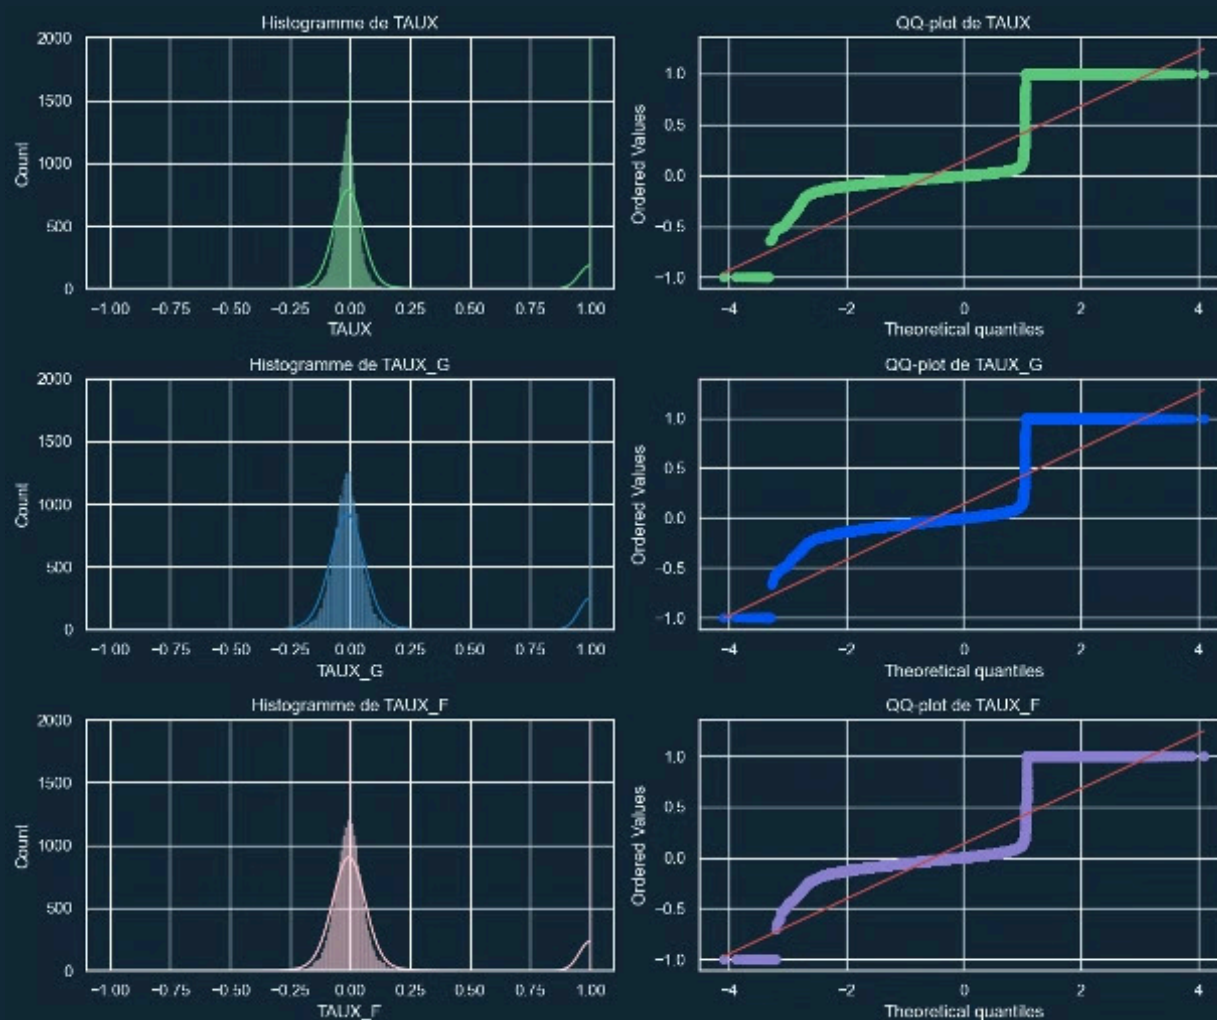 Histogramme de TAUX
2000
1500
1000
500
0
Count
−1.00 −0.75 −0.50 −0.25 0.00 0.25 0.50 0.75 1.00
TAUX
QQ-plot de TAUX
1.0
0.5
0.0
−0.5
−1.0
Ordered Values
−4 −2 0 2 4
Theoretical quantiles
Histogramme de TAUX_G
2000
1500
1000
500
0
Count
−1.00 −0.75 −0.50 −0.25 0.00 0.25 0.50 0.75 1.00
TAUX_G
QQ-plot de TAUX_G
1.0
0.5
0.0
−0.5
−1.0
Ordered Values
−4 −2 0 2 4
Theoretical quantiles
Histogramme de TAUX_F
2000
1500
1000
500
0
Count
−1.00 −0.75 −0.50 −0.25 0.00 0.25 0.50 0.75 1.00
TAUX_F
QQ-plot de TAUX_F
1.0
0.5
0.0
−0.5
−1.0
Ordered Values
−4 −2 0 2 4
Theoretical quantiles